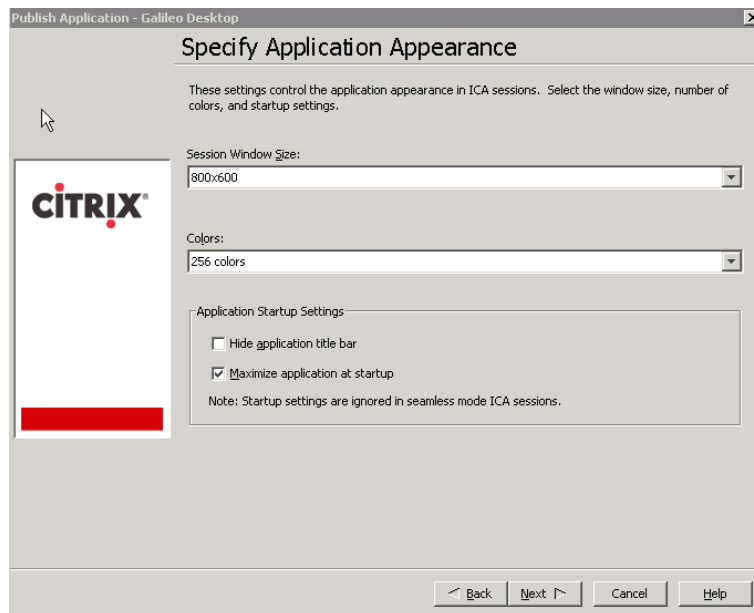 Publish Application - Galileo Desktop
Specify Application Appearance
These settings control the application appearance in ICA sessions. Select the window size, number of
colors, and startup settings.
Session Window Size:
800x600
CİTRIX®
Colors:
256 colors
Application Startup Settings
Hide application title bar
Maximize application at startup
Note: Startup settings are ignored in seamless mode ICA sessions.
< Back
Next >
Cancel
Help